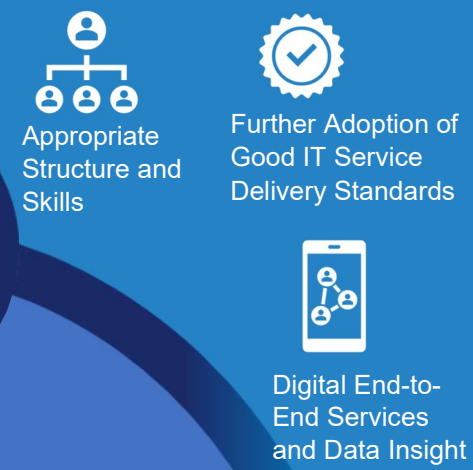 Appropriate
Structure and
Skills
Further Adoption of
Good IT Service
Delivery Standards
Digital End-to-
End Services
and Data Insight